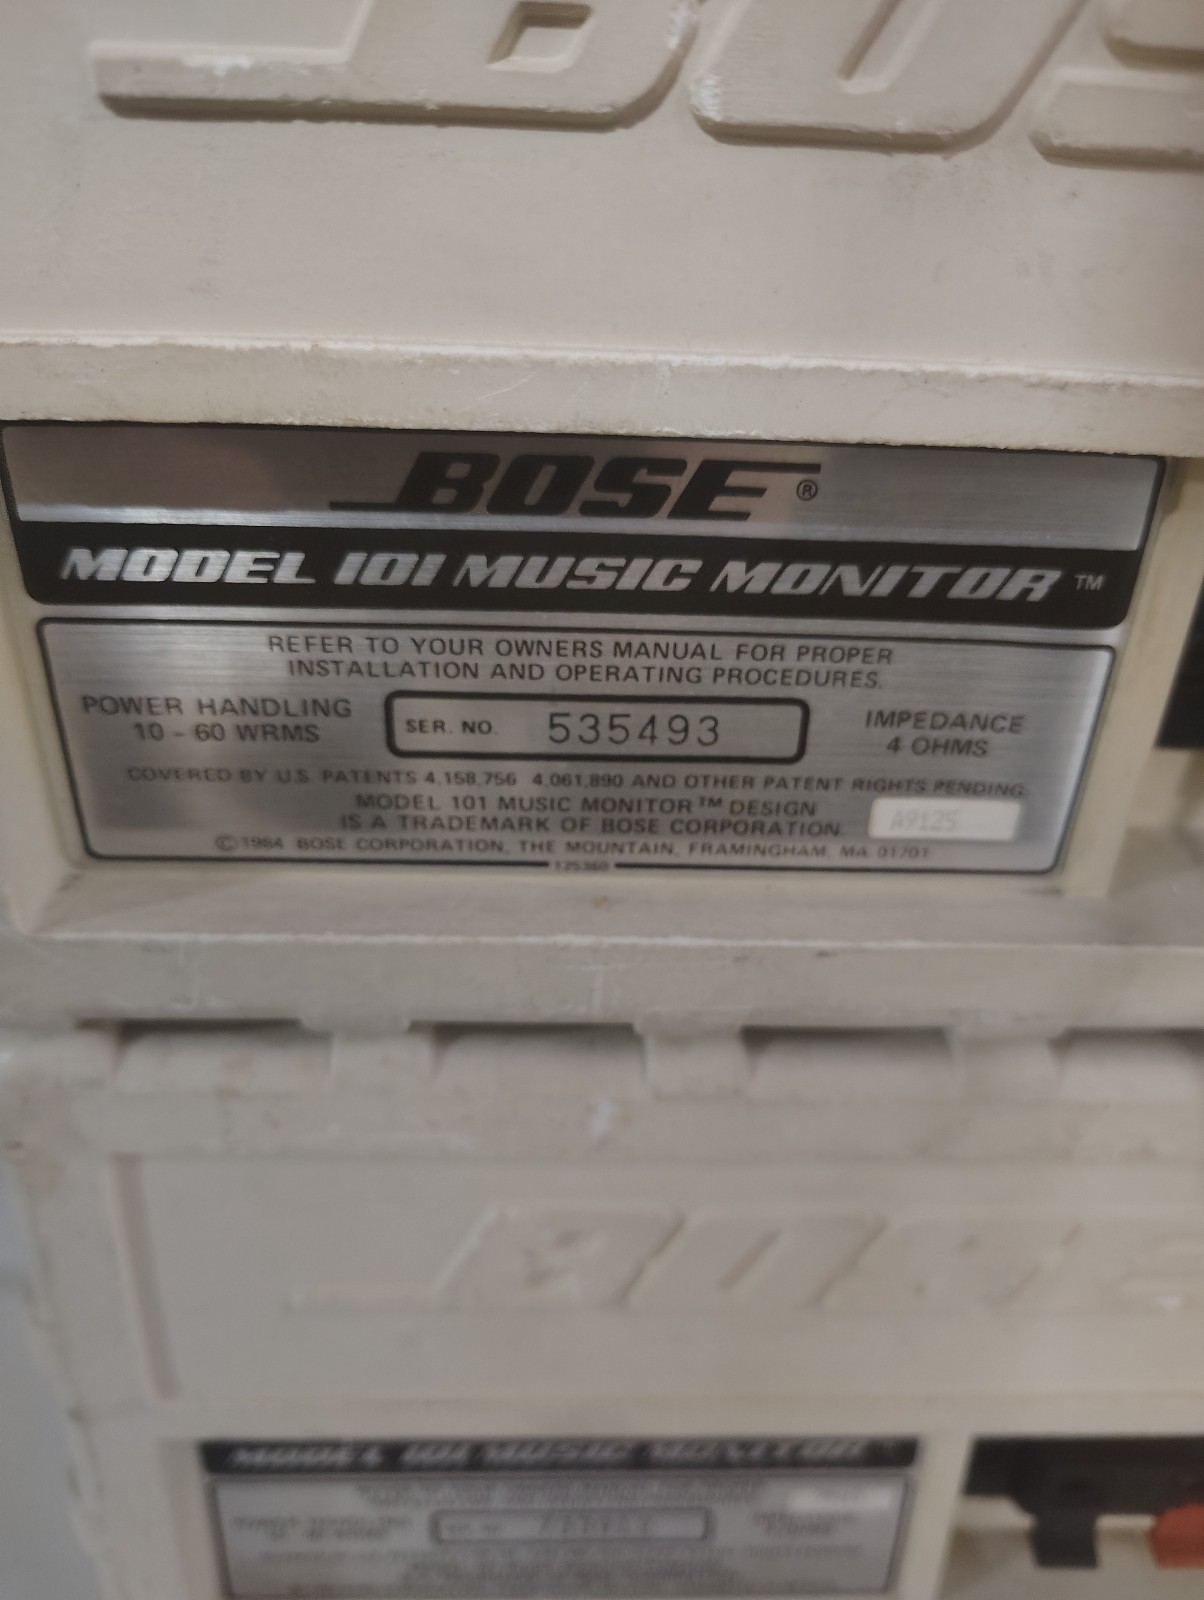 BOSE
BOSE®
MODEL 101 MUSIC MONITOR™
REFER TO YOUR OWNERS MANUAL FOR PROPER
INSTALLATION AND OPERATING PROCEDURES.
POWER HANDLING
10 - 60 WRMS
SER. NO. 535493
IMPEDANCE
4 OHMS
COVERED BY U.S. PATENTS 4,158,756 4,061,890 AND OTHER PATENT RIGHTS PENDING.
MODEL 101 MUSIC MONITOR™ DESIGN
IS A TRADEMARK OF BOSE CORPORATION.
A9125
©1984 BOSE CORPORATION, THE MOUNTAIN, FRAMINGHAM, MA 01701
125360
BOSE
MODEL 101 MUSIC MONITOR